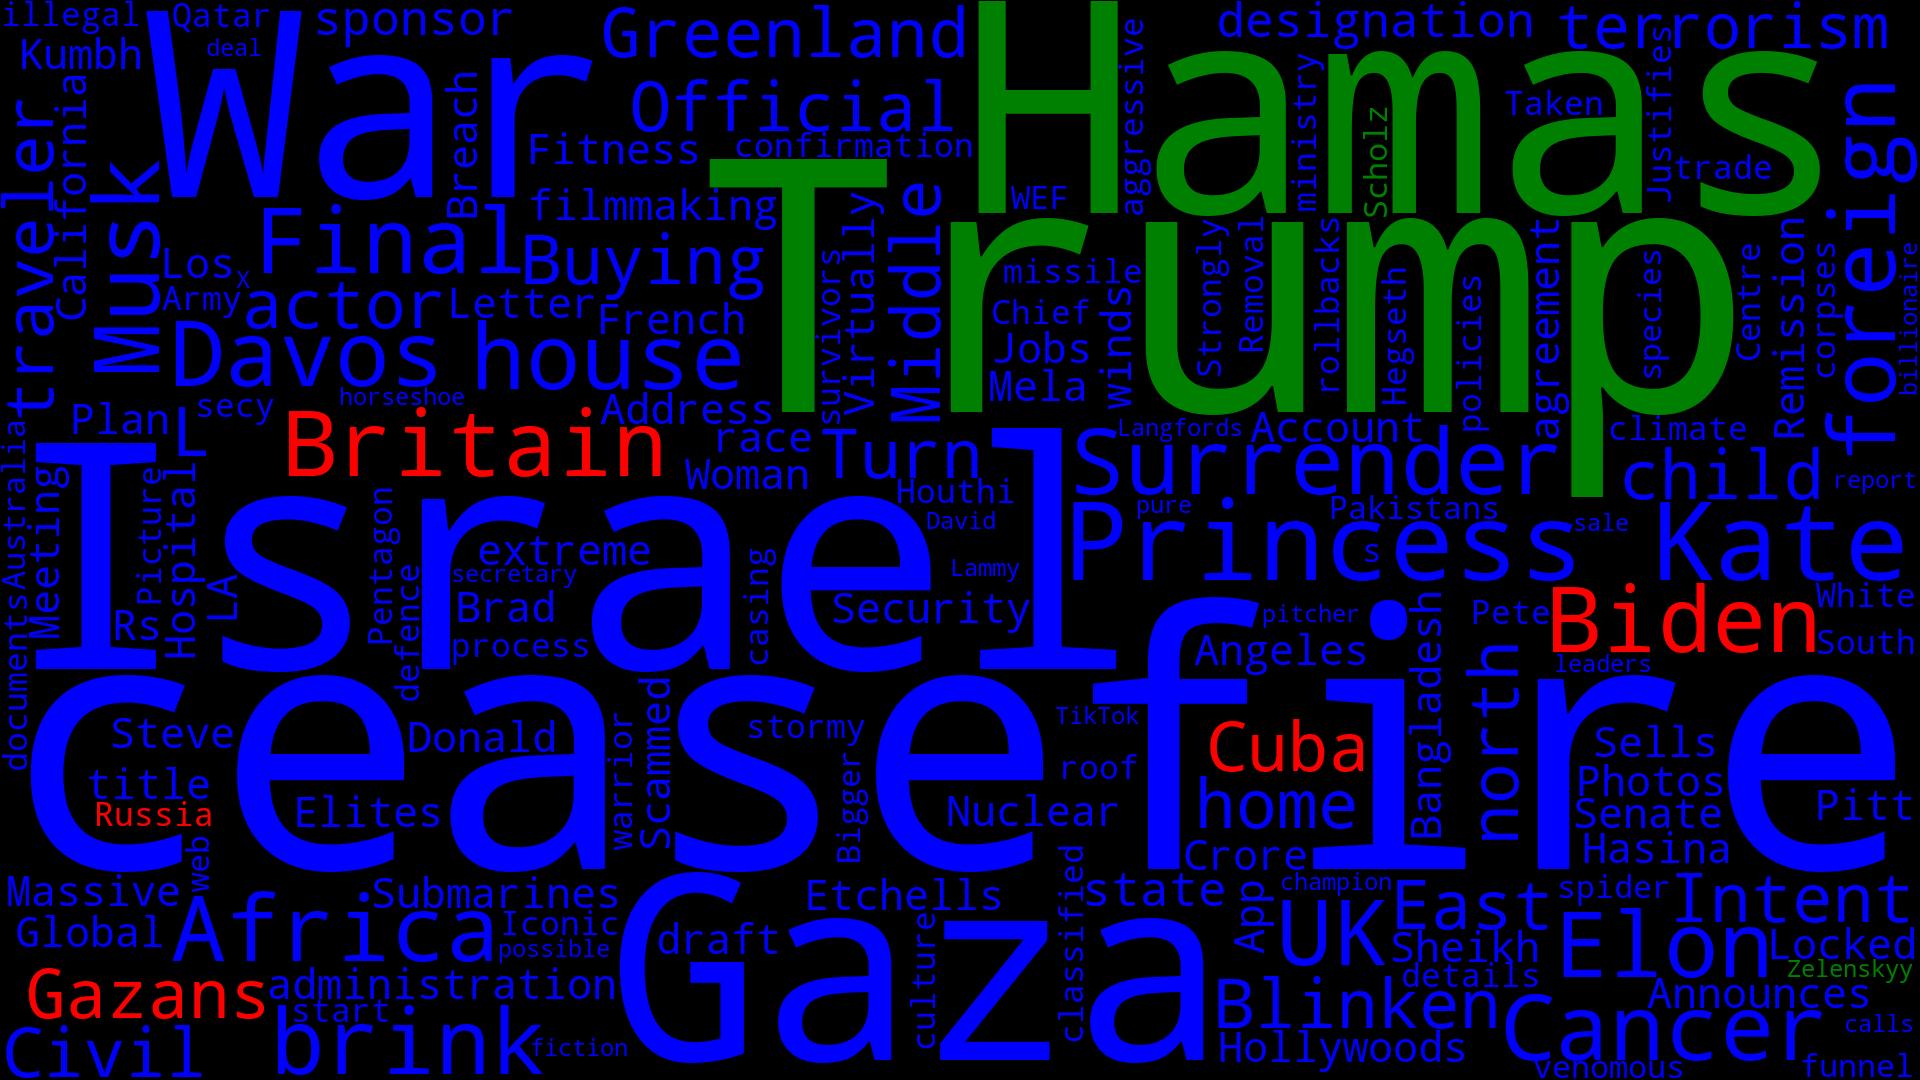 illegal
Qatar
sponsor
Greenland
Hamas
designation
terrorism
Kumbh
deal
War
Official
aggressive
ministry
Taken
Justifies
traveler
California
Musk
Breach
Fitness
confirmation
Scholz
trade
foreign
filmmaking
Trump
WEF
Middle
Los
X
Final
Buying
survivors
Virtually
missile
Strongly
Removal
rollbacks
Hegseth
policies
agreement
species
Centre
Remission
corpses
billionaire
Army
actor
Letter
French
Chief
winds
Davos
house
Jobs
Mela
horseshoe
Plan
secy
L
Britain
Address
race
Turn
Langfords
Account
Surrender
climate
child
report
Woman
Houthi
Australia
Meeting
Picture
Hospital
Israel
Pentagon
David
pure
Pakistans
sale
Princess
s
Kate
extreme
secretary
casing
Lammy
LA
Rs
Brad
Security
pitcher
Pete
Biden
White
defence
process
Angeles
Bangladesh
north
leaders
South
documents
ceasefire
Steve
Donald
warrior
Scammed
stormy
TikTok
Cuba
Sells
title
Bigger
roof
home
Photos
Russia
Elites
Nuclear
Senate
Pitt
web
Crore
Hasina
Massive
Submarines
Etchells
classified
state
App
champion
East
spider
Intent
Global
Africa
Iconic
possible
Gaza
draft
culture
UK
Sheikh
details
Elon
Locked
Zelenskyy
Gazans
administration
start
Blinken
Cancer
Announces
Civil
brink
fiction
Hollywoods
calls
venomous
funnel